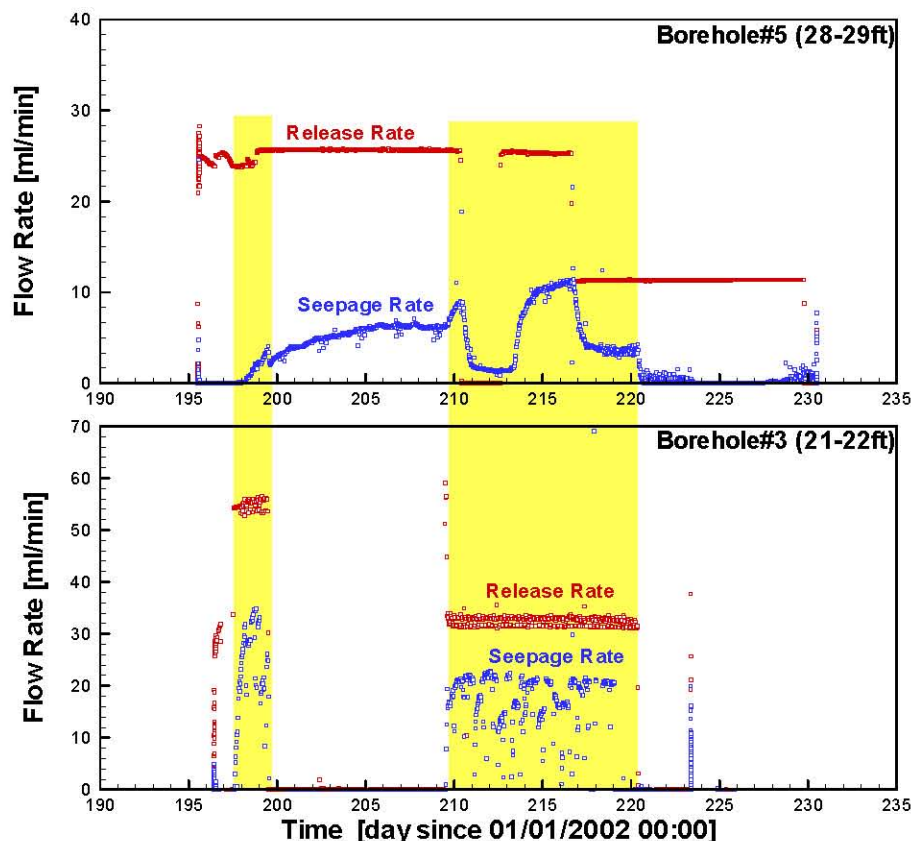 Borehole#5 (28-29ft)
Flow Rate [ml/min]
40
30
20
10
0
Release Rate
Seepage Rate
190 195 200 205 210 215 220 225 230 235
Borehole#3 (21-22ft)
Flow Rate [ml/min]
70
60
50
40
30
20
10
0
Release Rate
Seepage Rate
190 195 200 205 210 215 220 225 230 235
Time [day since 01/01/2002 00:00]